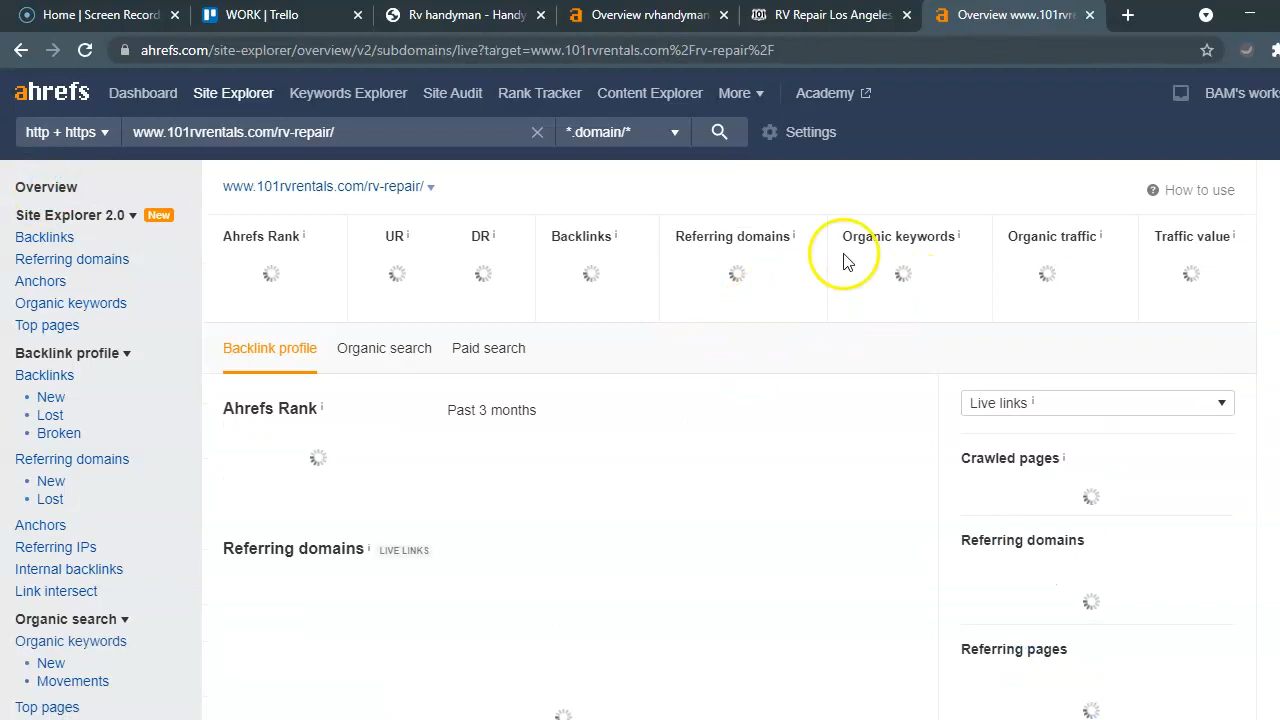 Home | Screen Record
WORK | Trello
Rv handyman - Handy
Overview rvhandyman
RV Repair Los Angeles
Overview www.101rvre
ahrefs.com/site-explorer/overview/v2/subdomains/live?target=www.101rvrentals.com%2Frv-repair%2F
ahrefs Dashboard Site Explorer Keywords Explorer Site Audit Rank Tracker Content Explorer More Academy BAM's works
http + https www.101rvrentals.com/rv-repair/ *.domain/* Settings
Overview
Site Explorer 2.0 New
Backlinks
Referring domains
Anchors
Organic keywords
Top pages
Backlink profile
Backlinks
• New
• Lost
• Broken
Referring domains
• New
• Lost
Anchors
Referring IPs
Internal backlinks
Link intersect
Organic search
Organic keywords
• New
• Movements
Top pages
www.101rvrentals.com/rv-repair/
How to use
Ahrefs Rank i UR i DR i Backlinks i Referring domains i Organic keywords i Organic traffic i Traffic value i
Backlink profile Organic search Paid search
Ahrefs Rank i Past 3 months
Referring domains i LIVE LINKS
Live links i
Crawled pages i
Referring domains
Referring pages